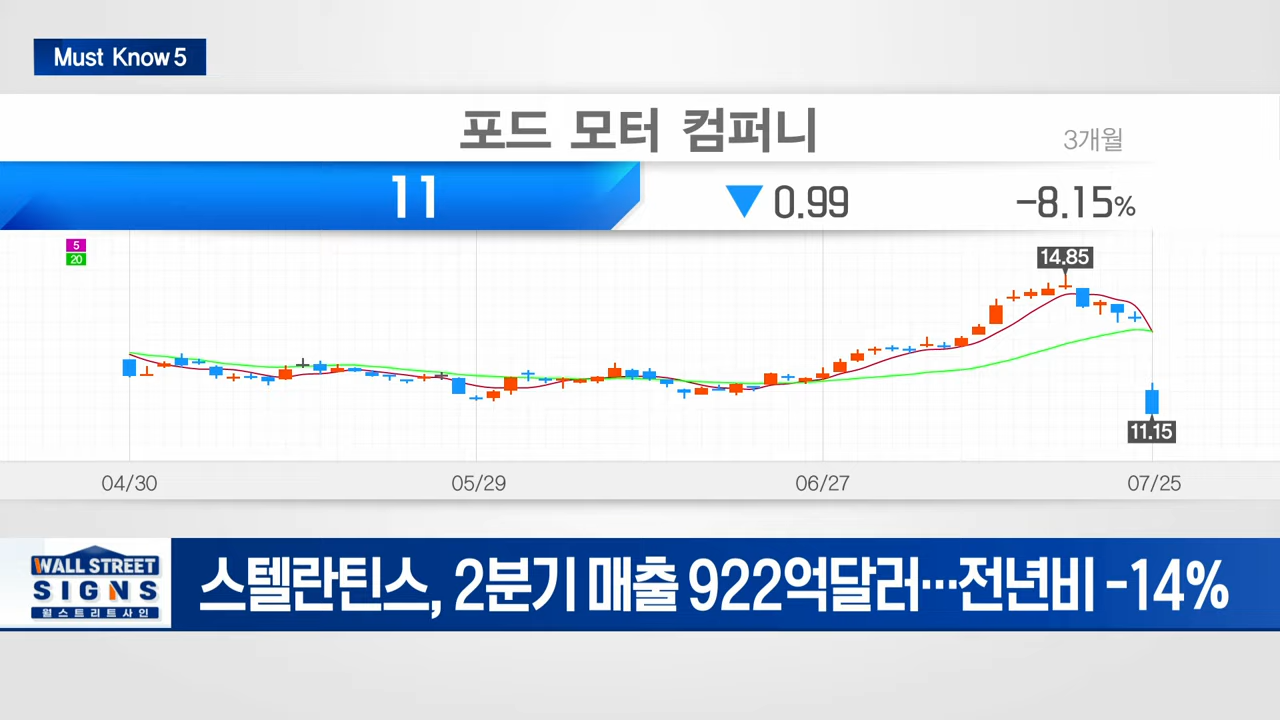 Must Know 5
포드 모터 컴퍼니
3개월
11
▼ 0.99
-8.15%
5
20
14.85
11.15
04/30
05/29
06/27
07/25
WALL STREET
SIGNS
월스트리트사인
스텔란틴스, 2분기 매출 922억달러…전년비 -14%